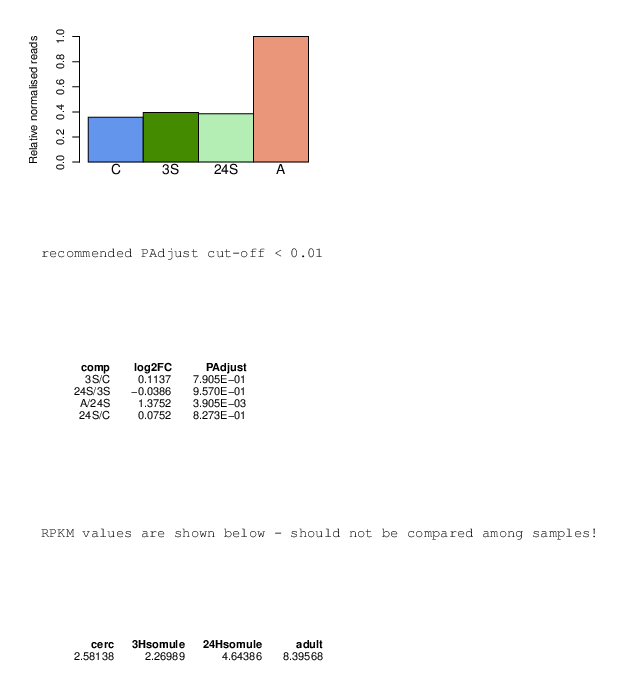 Relative normalised reads
1.0
0.8
0.6
0.4
0.2
0.0
C 3S 24S A
recommended PAdjust cut-off < 0.01
comp log2FC PAdjust
3S/C 0.1137 7.905E−01
24S/3S −0.0386 9.570E−01
A/24S 1.3752 3.905E−03
24S/C 0.0752 8.273E−01
RPKM values are shown below - should not be compared among samples!
cerc 3Hsomule 24Hsomule adult
2.58138 2.26989 4.64386 8.39568